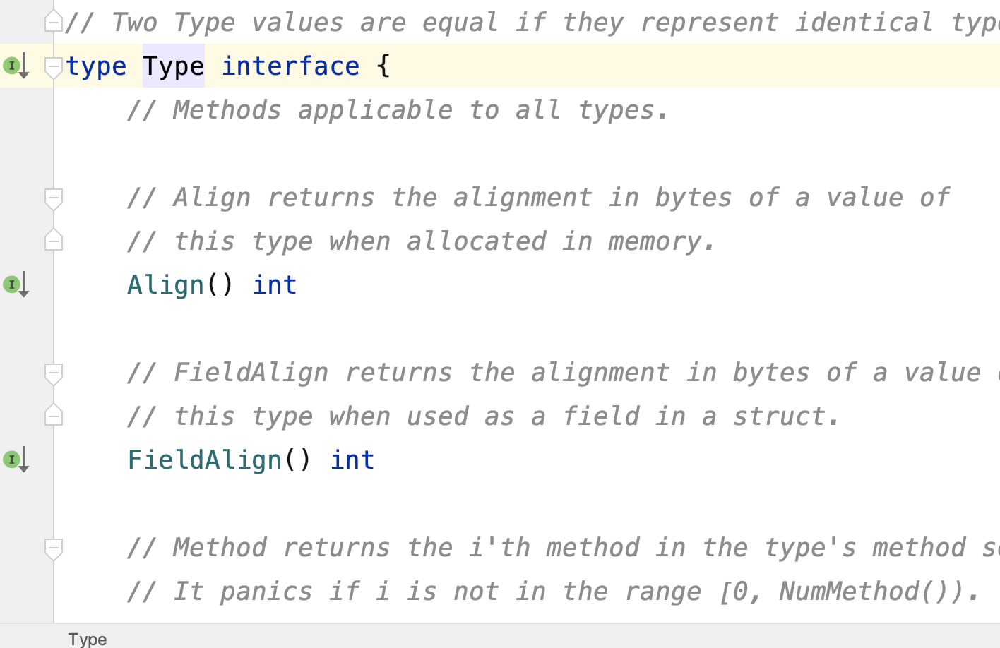 // Two Type values are equal if they represent identical
type Type interface {
// Methods applicable to all types.
// Align returns the alignment in bytes of a value of
// this type when allocated in memory.
Align() int
// FieldAlign returns the alignment in bytes of a value
// this type when used as a field in a struct.
FieldAlign() int
// Method returns the i'th method in the type's method
// It panics if i is not in the range [0, NumMethod()).
Type